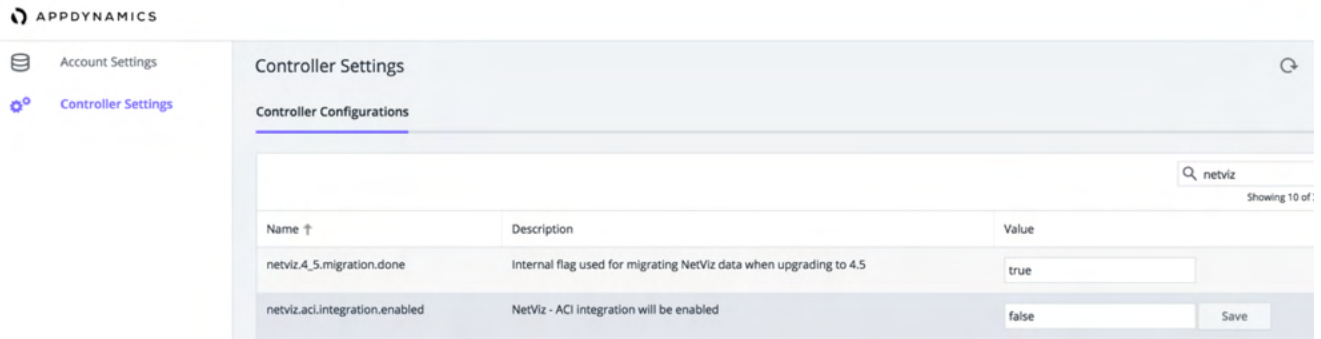 APPDYNAMICS
Account Settings
Controller Settings
Controller Settings
Controller Configurations
netviz
Showing 10 of
Name ↑ Description Value
netviz.4_5.migration.done Internal flag used for migrating NetViz data when upgrading to 4.5 true
netviz.aci.integration.enabled NetViz - ACI integration will be enabled false Save